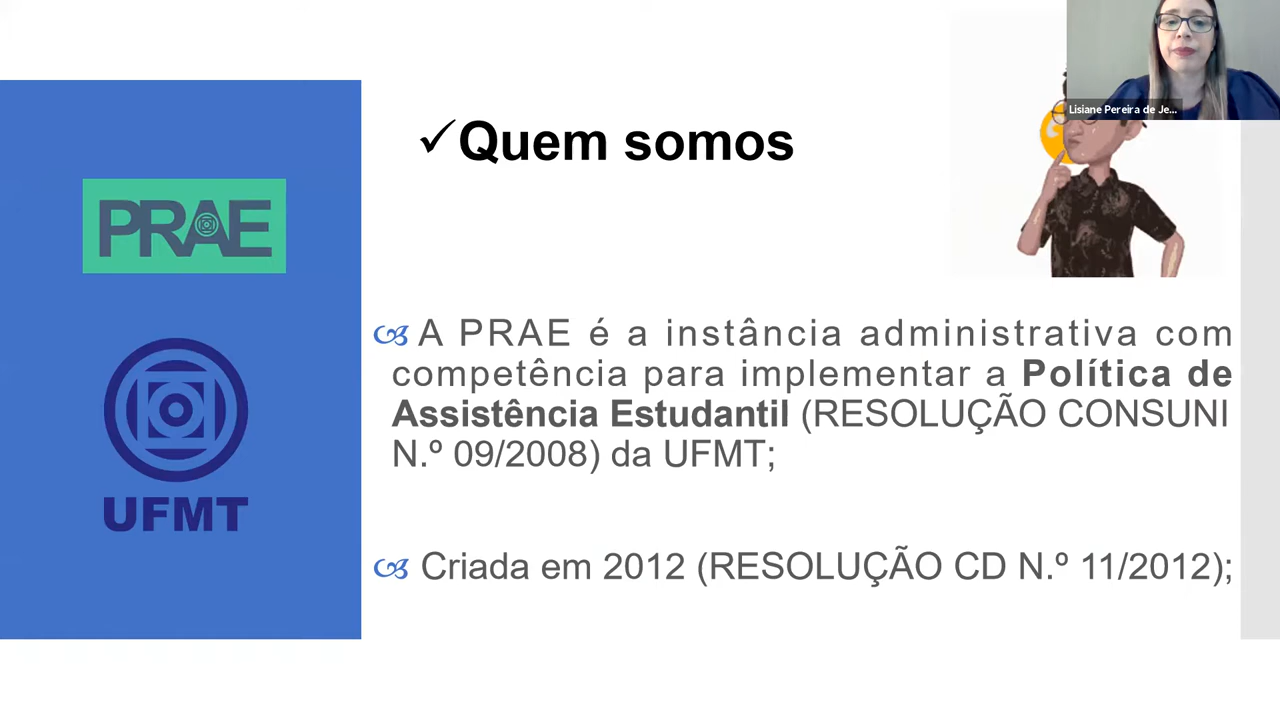 Lisiane Pereira de Je...
✓Quem somos
PRAE
UFMT
A PRAE é a instância administrativa com
competência para implementar a Política de
Assistência Estudantil (RESOLUÇÃO CONSUNI
N.º 09/2008) da UFMT;
Criada em 2012 (RESOLUÇÃO CD N.º 11/2012);